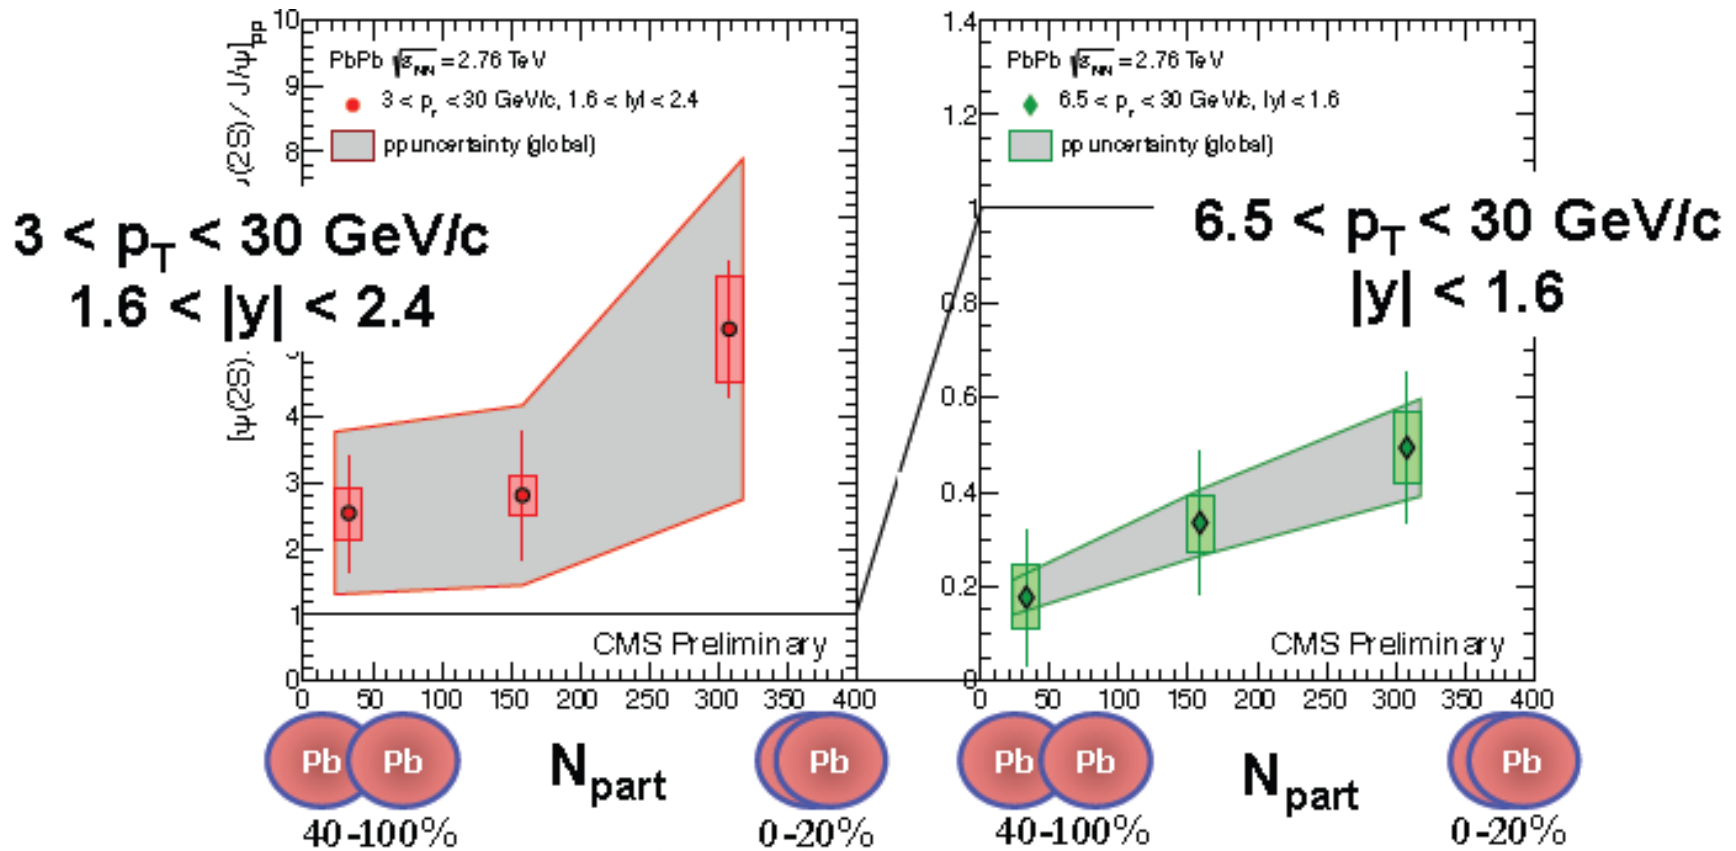 [ψ(2S)
(2S) / J/ψ]pp
10
9
8
4
3
2
1
0
PbPb √sNN = 2.76 TeV
3 < pT < 30 GeV/c, 1.6 < |y| < 2.4
pp uncertainty (global)
3 < pT < 30 GeV/c
1.6 < |y| < 2.4
CMS Preliminary
0 50 100 150 200 250 300 350 400
Pb Pb
40-100%
Npart
Pb
0-20%
1.4
1.2
1
0.8
0.6
0.4
0.2
0
PbPb √sNN = 2.76 TeV
6.5 < pT < 30 GeV/c, |y| < 1.6
pp uncertainty (global)
6.5 < pT < 30 GeV/c
|y| < 1.6
CMS Preliminary
0 50 100 150 200 250 300 350 400
Pb Pb
40-100%
Npart
Pb
0-20%